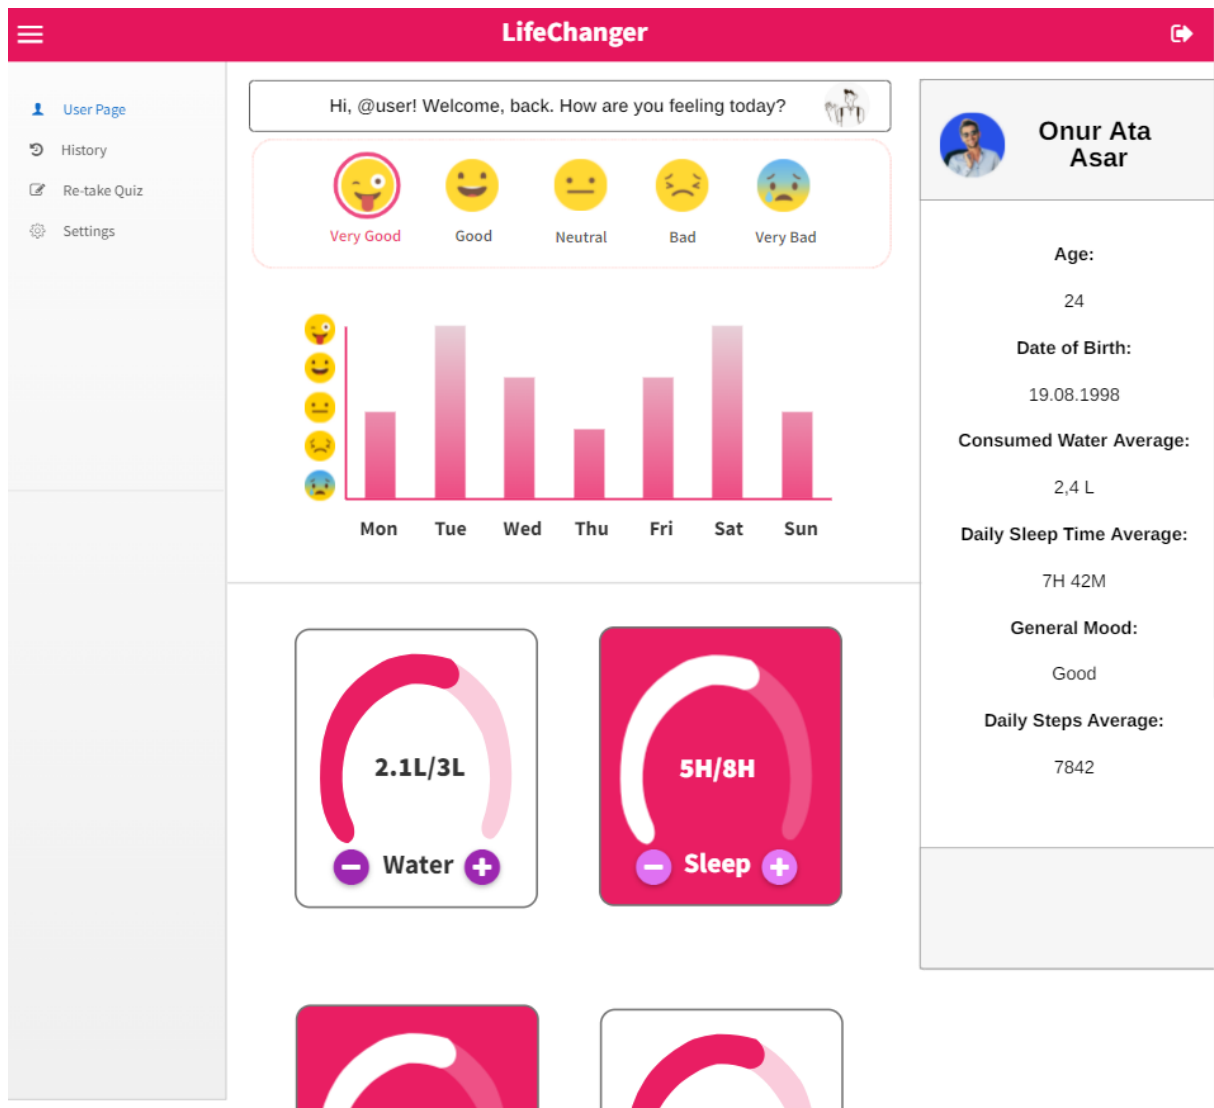 LifeChanger
User Page
History
Re-take Quiz
Settings
Hi, @user! Welcome, back. How are you feeling today?
Very Good
Good
Neutral
Bad
Very Bad
Mon Tue Wed Thu Fri Sat Sun
2.1L/3L
Water
5H/8H
Sleep
Onur Ata
Asar
Age:
24
Date of Birth:
19.08.1998
Consumed Water Average:
2,4 L
Daily Sleep Time Average:
7H 42M
General Mood:
Good
Daily Steps Average:
7842